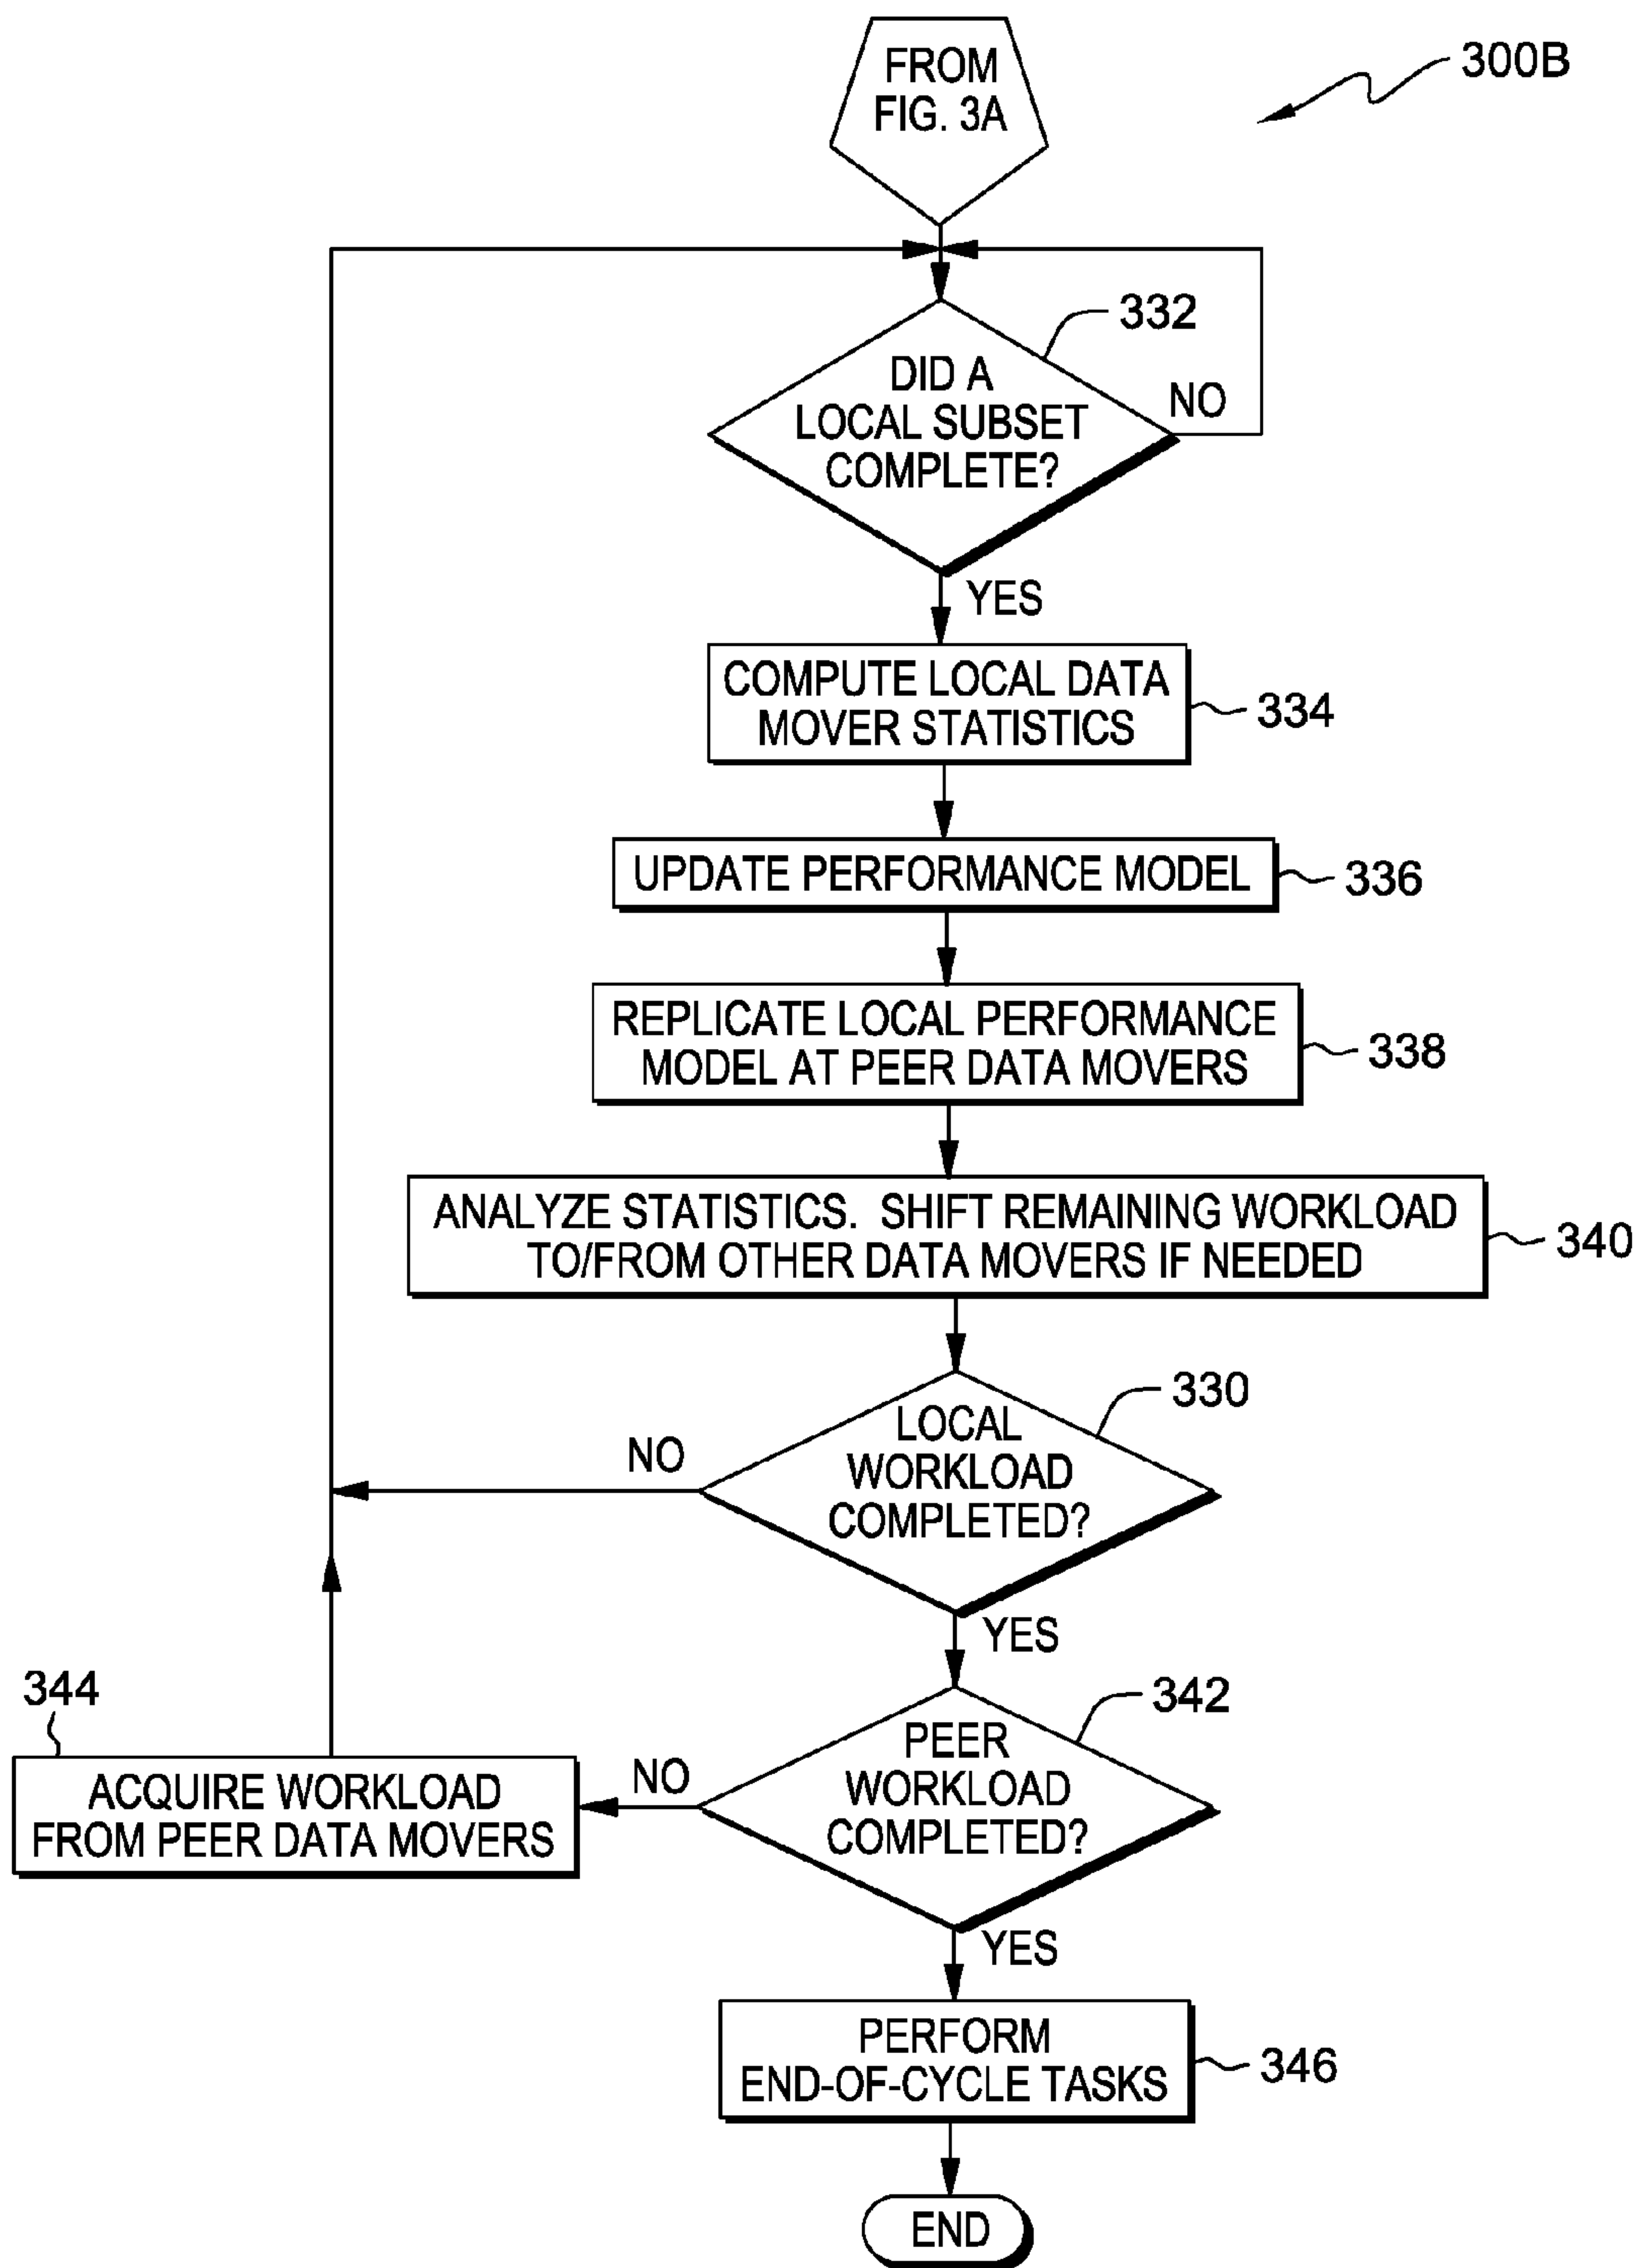 FROM
FIG. 3A
300B
332
DID A
LOCAL SUBSET
COMPLETE?
NO
YES
COMPUTE LOCAL DATA
MOVER STATISTICS
334
UPDATE PERFORMANCE MODEL
336
REPLICATE LOCAL PERFORMANCE
MODEL AT PEER DATA MOVERS
338
ANALYZE STATISTICS. SHIFT REMAINING WORKLOAD
TO/FROM OTHER DATA MOVERS IF NEEDED
340
330
LOCAL
WORKLOAD
COMPLETED?
NO
YES
342
PEER
WORKLOAD
COMPLETED?
NO
344
ACQUIRE WORKLOAD
FROM PEER DATA MOVERS
YES
PERFORM
END-OF-CYCLE TASKS
346
END